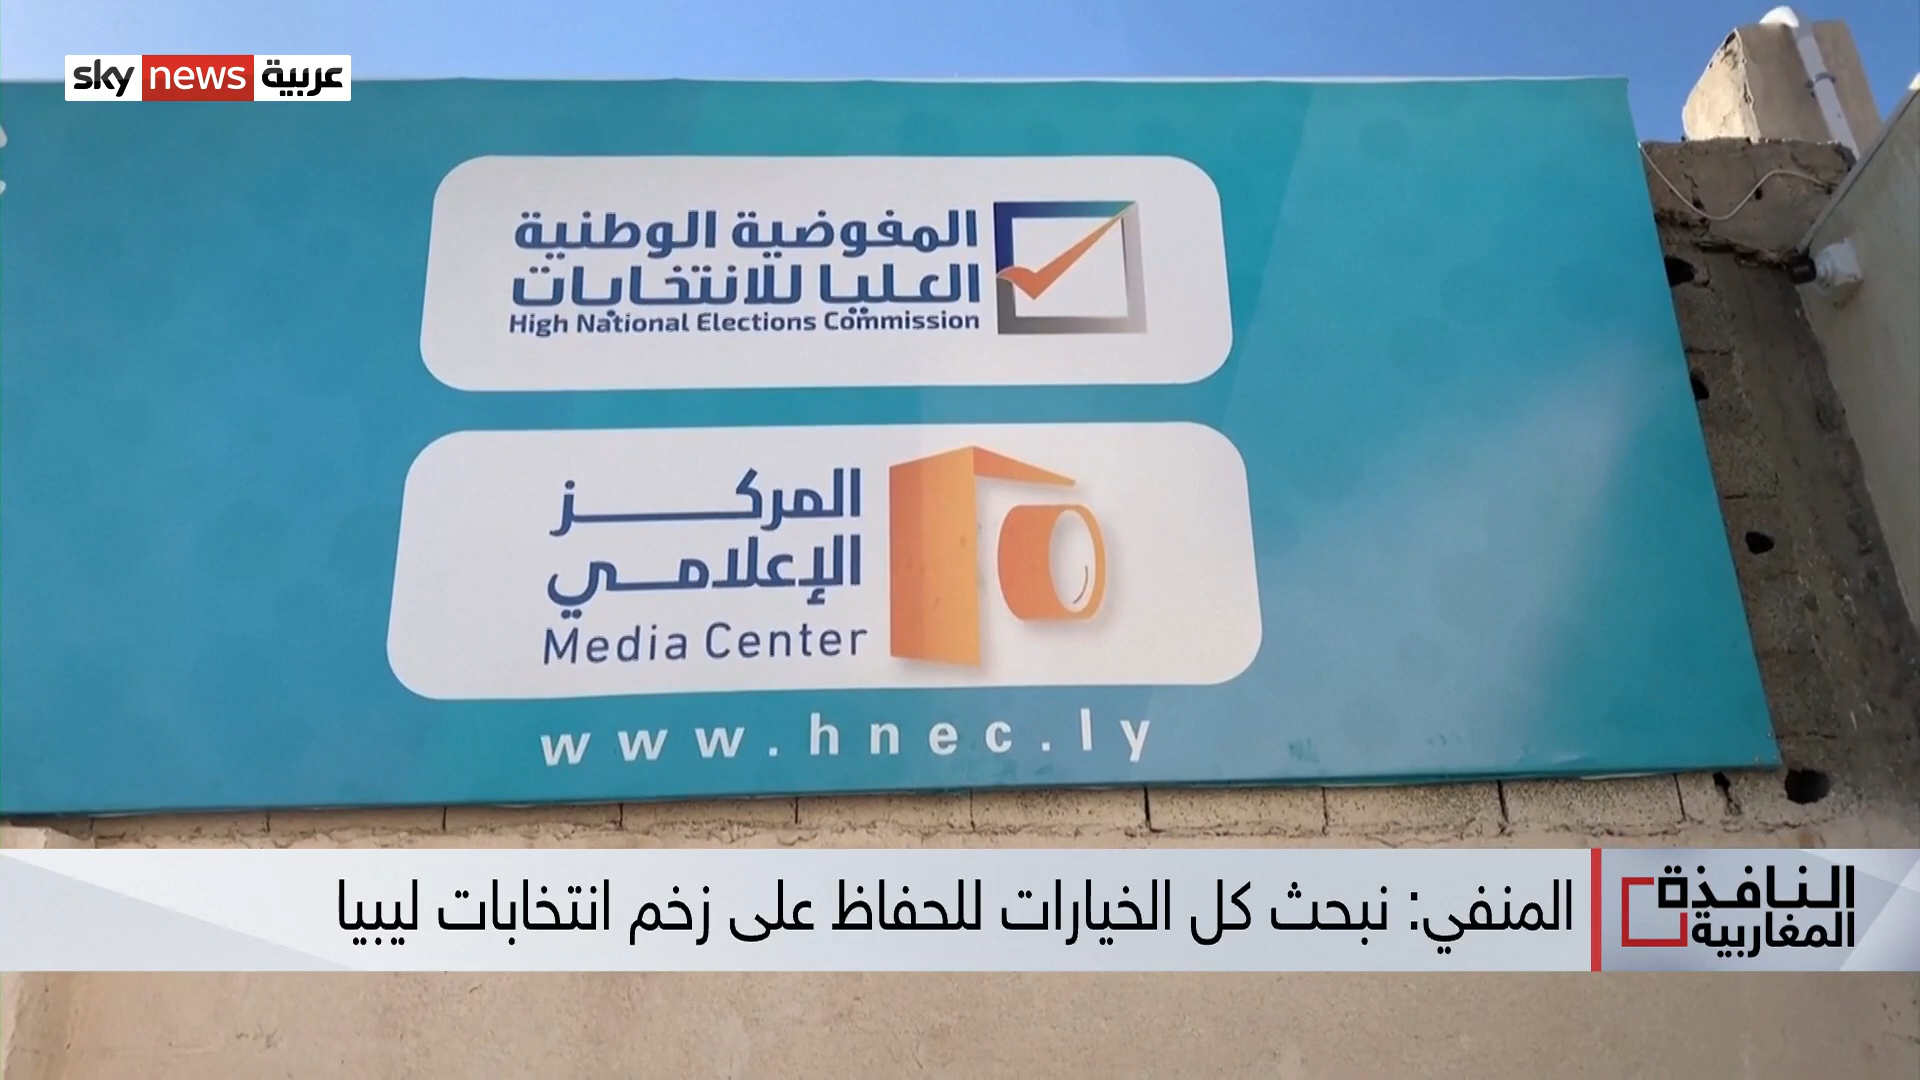 sky news عربية
المفوضية الوطنية
العليا للانتخابات
High National Elections Commission
المركز
الإعلامي
Media Center
www.hnec.ly
النافذة
المغاربية
المنفي: نبحث كل الخيارات للحفاظ على زخم انتخابات ليبيا